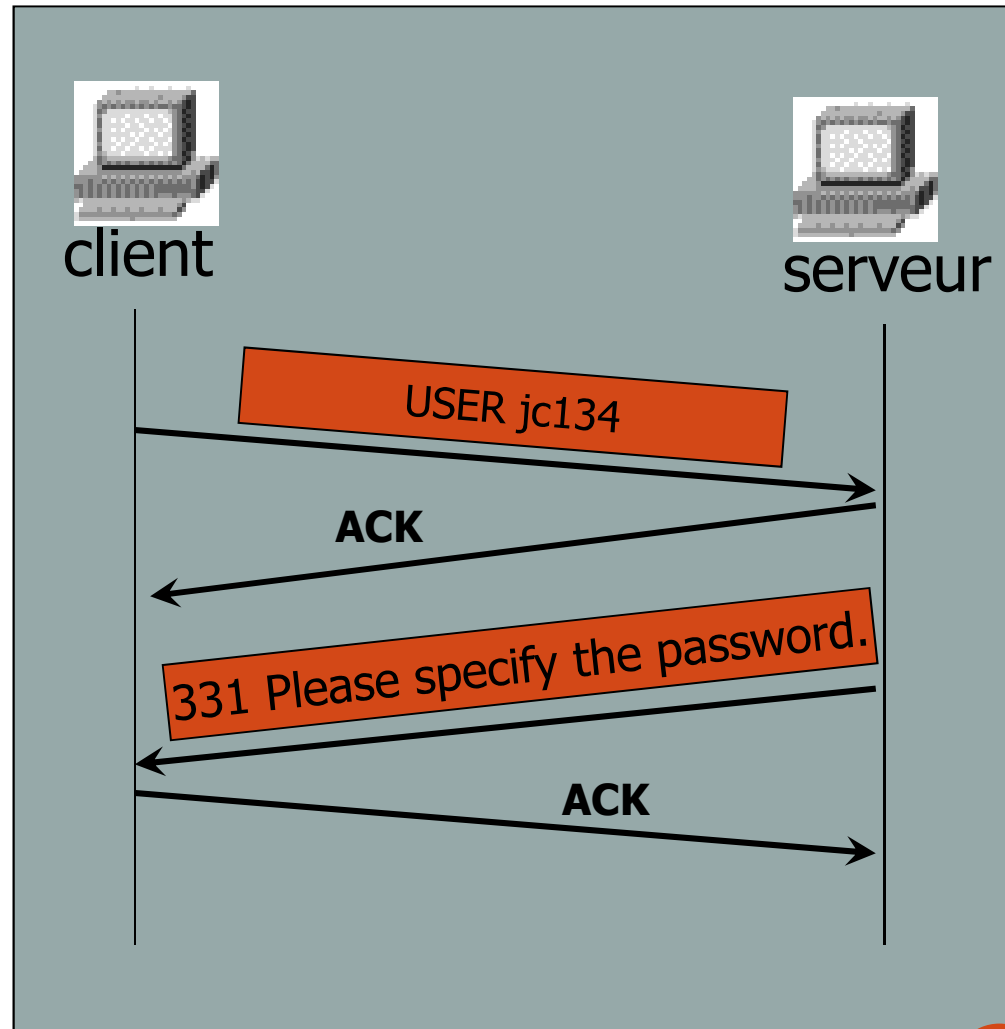 client
serveur
USER jc134
ACK
331 Please specify the password.
ACK